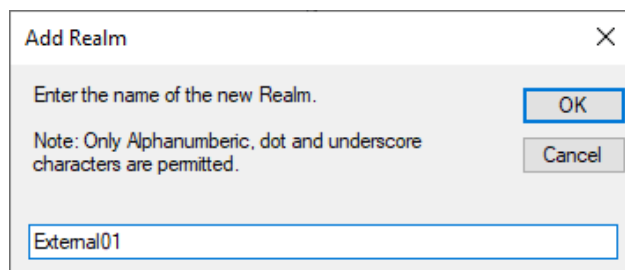 Add Realm
Enter the name of the new Realm.
OK
Note: Only Alphanumberic, dot and underscore
characters are permitted.
Cancel
External01